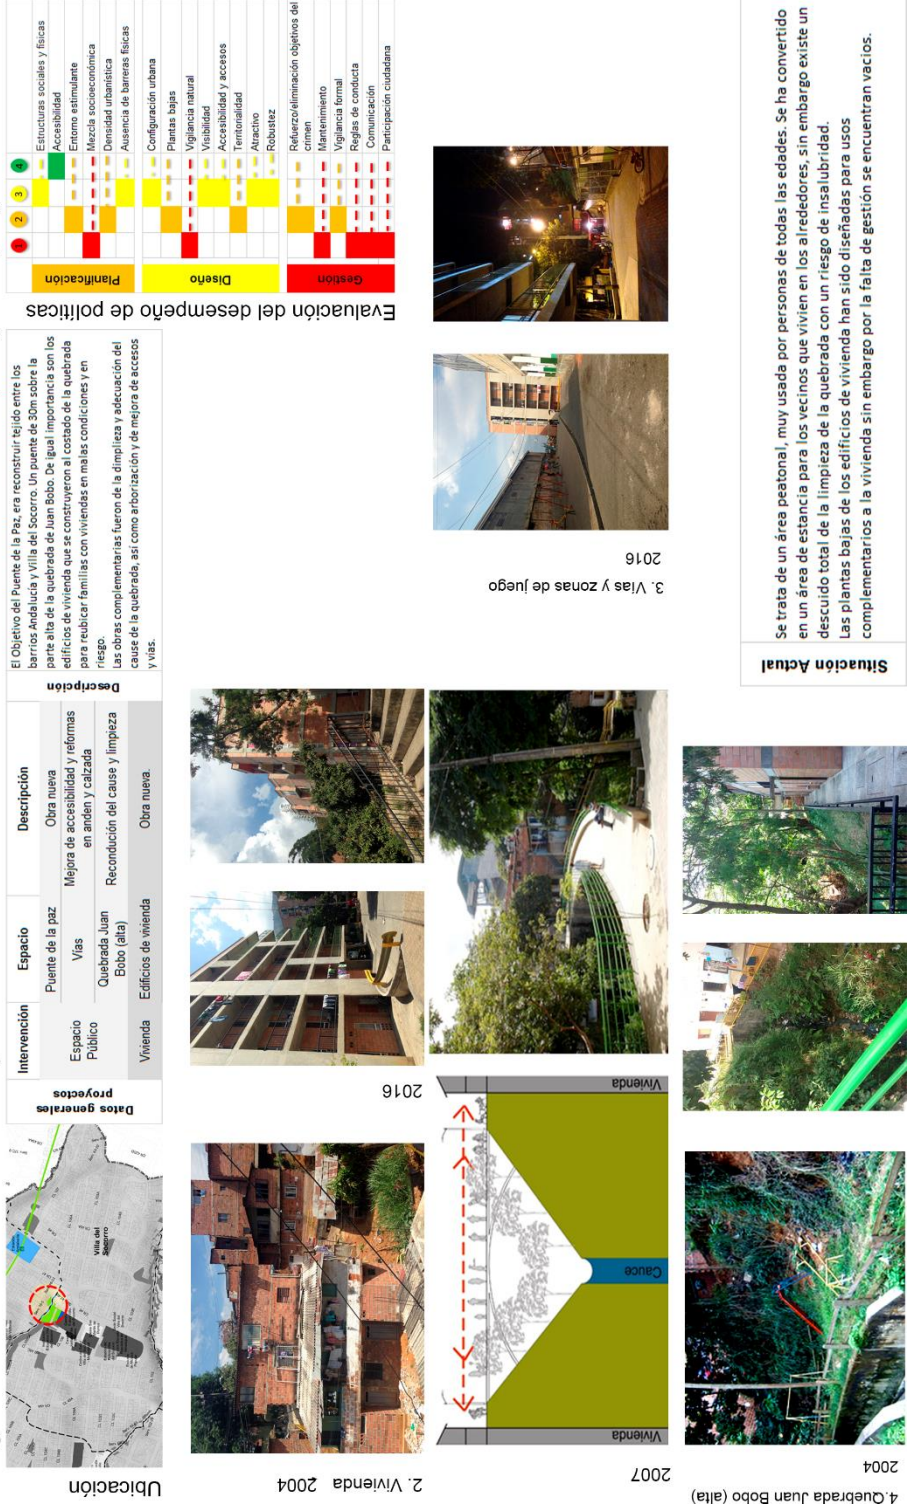 Ubicación
Villa del
Socorro
Datos generales
proyectos
Intervención
Espacio
Descripción
Espacio
Público
Puente de la paz
Obra nueva
Vías
Mejora de accesibilidad y reformas
en anden y calzada
Quebrada Juan
Bobo (alta)
Recondución del cause y limpieza
Vivienda
Edificios de vivienda
Obra nueva.
Descripción
El Objetivo del Puente de la Paz, era reconstruir tejido entre los
barrios Andalucía y Villa del Socorro. Un puente de 30m sobre la
parte alta de la quebrada de Juan Bobo. De igual importancia son los
edificios de vivienda que se construyeron al costado de la quebrada
para reubicar familias con viviendas en malas condiciones y en
riesgo.
Las obras complementarias fueron de la dimplieza y adecuación del
cause de la quebrada, así como arborización y de mejora de accesos
y vías.
Evaluación del desempeño de políticas
1
2
3
4
Planificación
Estructuras sociales y físicas
Accesibilidad
Entorno estimulante
Mezcla socioeconómica
Densidad urbanística
Ausencia de barreras físicas
Diseño
Configuración urbana
Plantas bajas
Vigilancia natural
Visibilidad
Accesibilidad y accesos
Territorialidad
Atractivo
Robustez
Gestión
Refuerzo/eliminación objetivos del
crimen
Mantenimiento
Vigilancia formal
Reglas de conducta
Comunicación
Participación ciudadana
2. Vivienda 2004
2016
2007
Vivienda
Cauce
Vivienda
3. Vías y zonas de juego
2016
4.Quebrada Juan Bobo (alta)
2004
Situación Actual
Se trata de un área peatonal, muy usada por personas de todas las edades. Se ha convertido
en un área de estancia para los vecinos que vivien en los alrededores, sin embargo existe un
descuido total de la limpieza de la quebrada con un riesgo de insalubridad.
Las plantas bajas de los edificios de vivienda han sido diseñadas para usos
complementarios a la vivienda sin embargo por la falta de gestión se encuentran vacios.